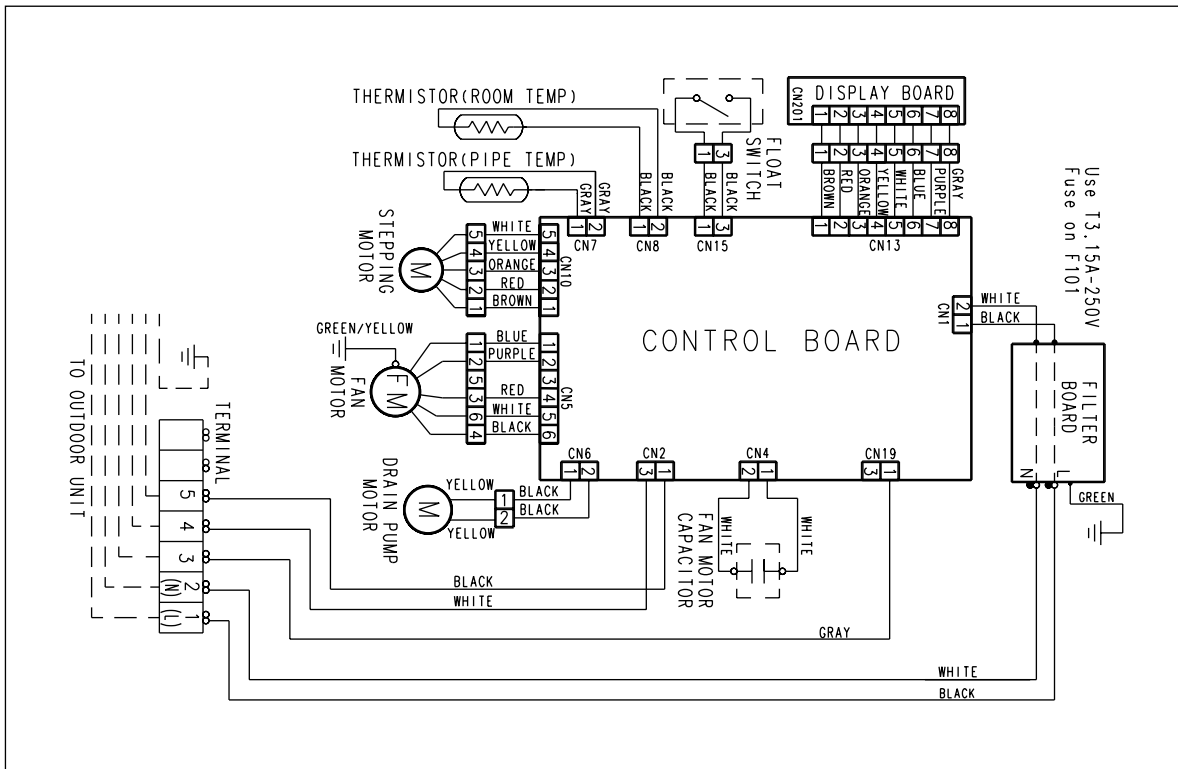 THERMISTOR(ROOM TEMP)
THERMISTOR(PIPE TEMP)
GRAY
GRAY
1 2
CN7
BLACK
BLACK
1 2
CN8
FLOAT
SWITCH
1 3
BLACK
BLACK
1 3
CN15
CN201
DISPLAY BOARD
1 2 3 4 5 6 7 8
1 2 3 4 5 6 7 8
BROWN
RED
ORANGE
YELLOW
WHITE
BLUE
PURPLE
GRAY
1 2 3 4 5 6 7 8
CN13
Use T3.15A-250V
Fuse on F101
STEPPING
MOTOR
M
5 WHITE 5
4 YELLOW 4
3 ORANGE 3
2 RED 2
1 BROWN 1
CN10
GREEN/YELLOW
FAN
MOTOR
FM
1 BLUE 1
2 PURPLE 2
5 3
3 RED 4
6 WHITE 5
4 BLACK 6
CN5
CONTROL BOARD
CN1
2 WHITE
1 BLACK
FILTER
BOARD
N
L
GREEN
DRAIN PUMP
MOTOR
M
YELLOW 1 BLACK
YELLOW 2 BLACK
CN6
1 2
CN2
3 1
CN4
2 1
CN19
3 1
WHITE
WHITE
FAN MOTOR
CAPACITOR
TO OUTDOOR UNIT
TERMINAL
5
4
3
2
(N)
1
(L)
BLACK
WHITE
GRAY
WHITE
BLACK